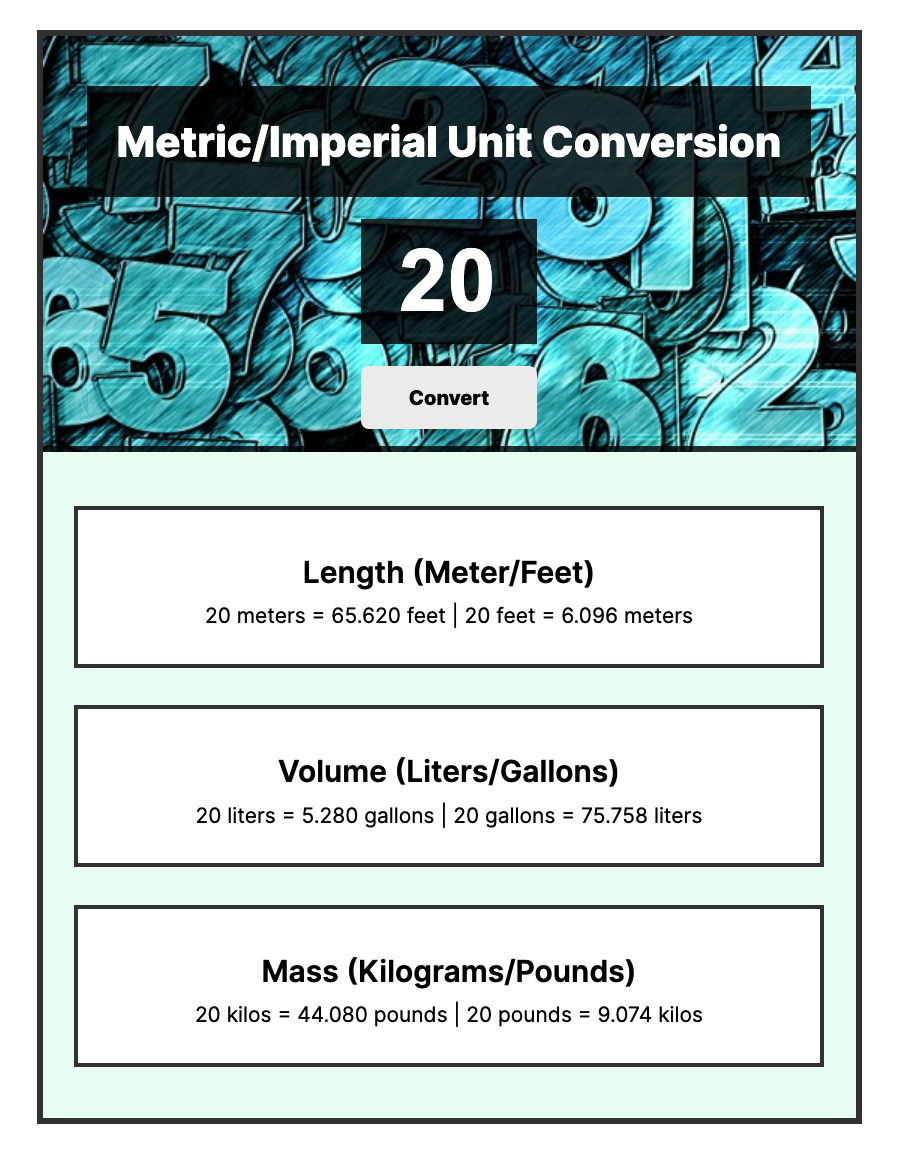 Metric/Imperial Unit Conversion
20
Convert
Length (Meter/Feet)
20 meters = 65.620 feet | 20 feet = 6.096 meters
Volume (Liters/Gallons)
20 liters = 5.280 gallons | 20 gallons = 75.758 liters
Mass (Kilograms/Pounds)
20 kilos = 44.080 pounds | 20 pounds = 9.074 kilos